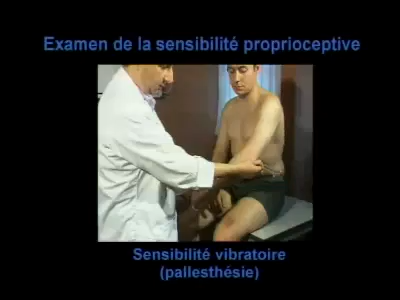 Examen de la sensibilité proprioceptive
Sensibilité vibratoire
(pallesthésie)